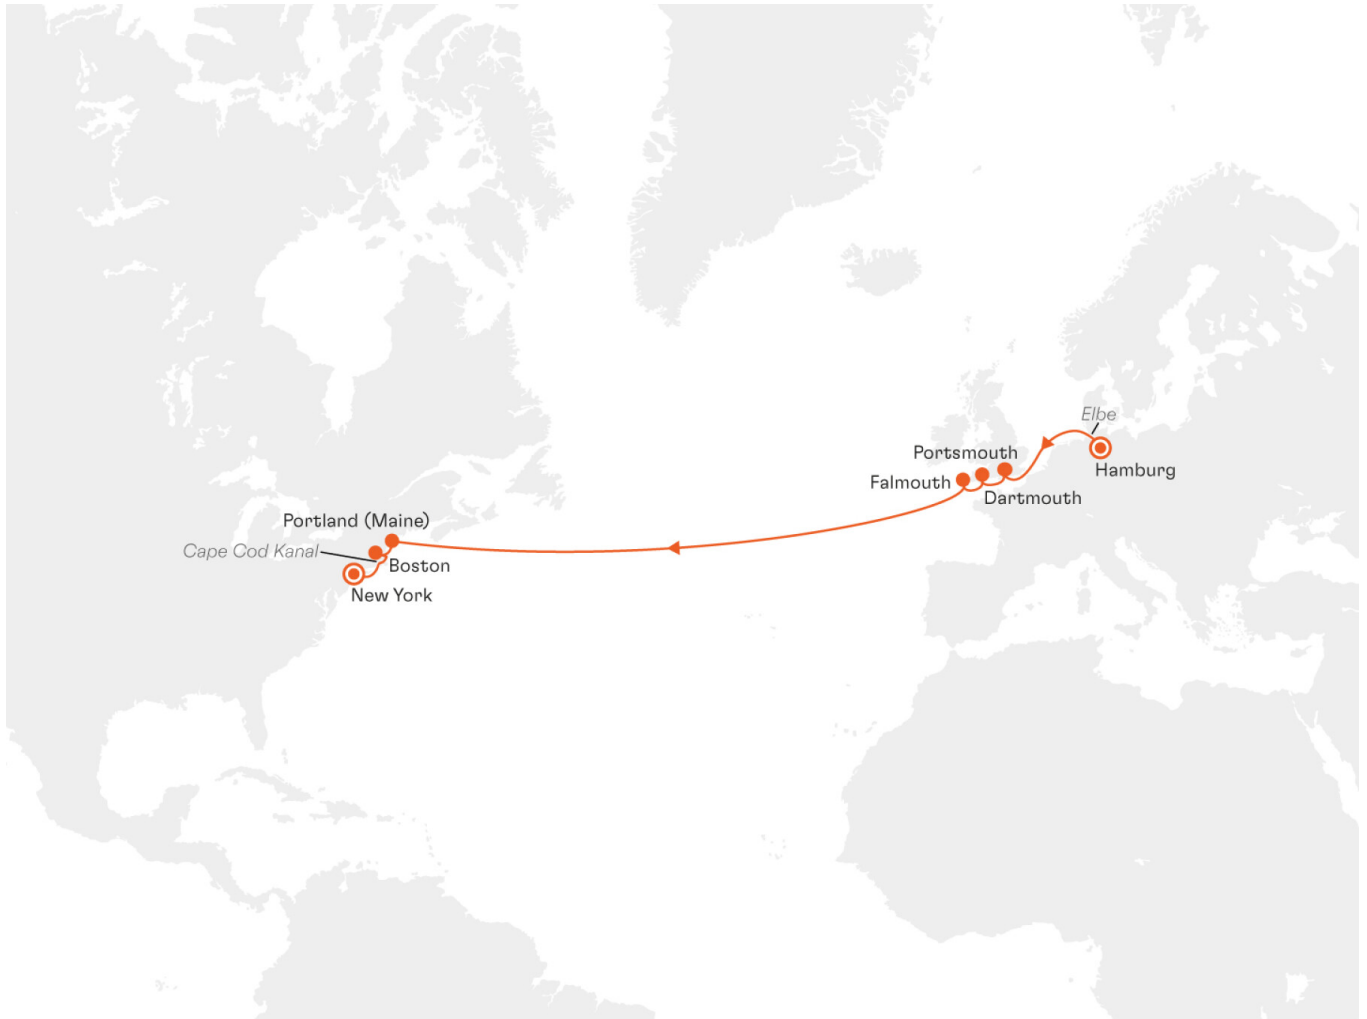 Elbe
Portsmouth
Hamburg
Falmouth
Dartmouth
Portland (Maine)
Cape Cod Kanal
Boston
New York